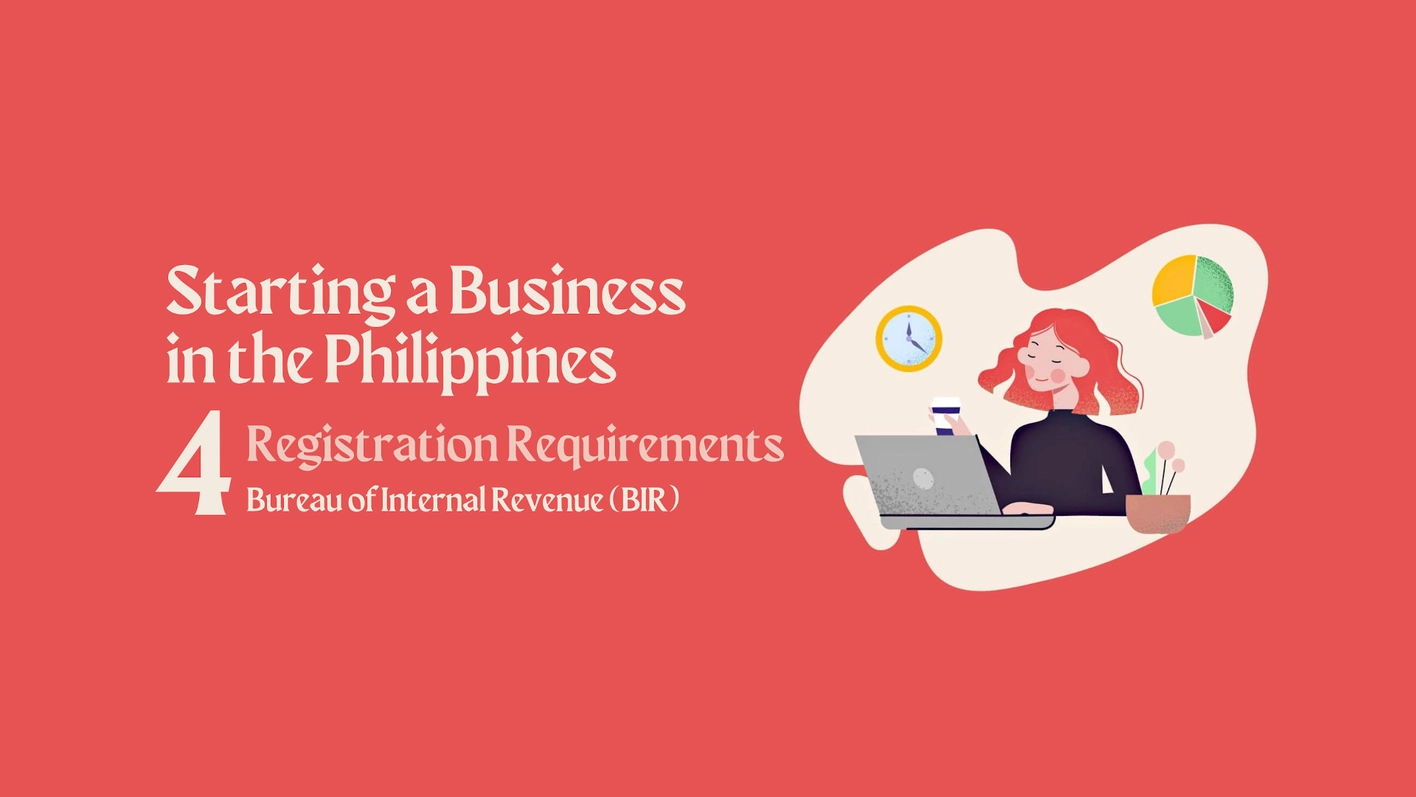 Starting a Business
in the Philippines
4 Registration Requirements
Bureau of Internal Revenue (BIR)